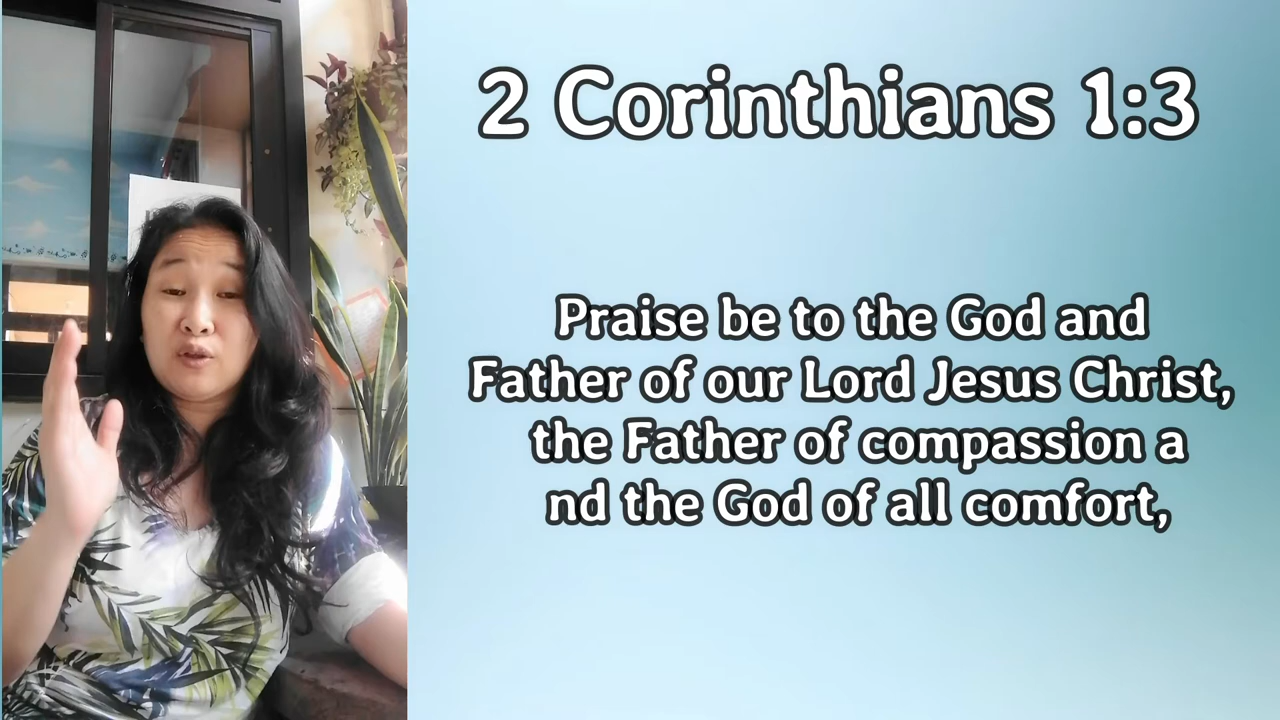 2 Corinthians 1:3
Praise be to the God and
Father of our Lord Jesus Christ,
the Father of compassion a
nd the God of all comfort,